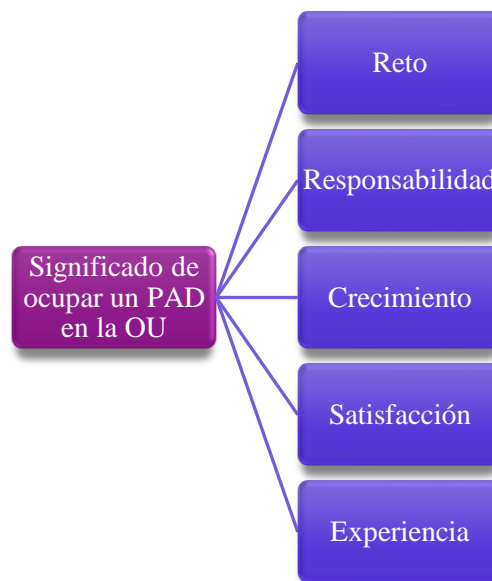 Reto
Responsabilidad
Significado de
ocupar un PAD
en la OU
Crecimiento
Satisfacción
Experiencia